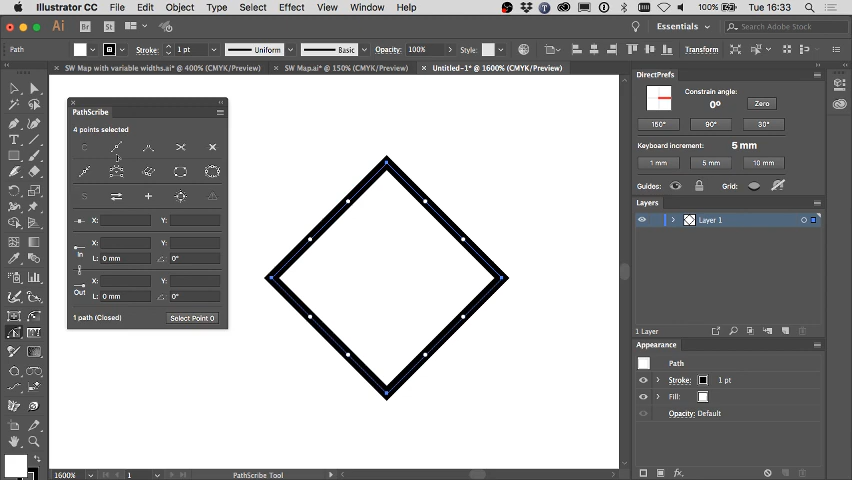 Illustrator CC File Edit Object Type Select Effect View Window Help 100% Tue 16:33
Ai Br St Essentials Search Adobe Stock
Path Stroke: 1 pt Uniform Basic Opacity: 100% Style: Transform
SW Map with variable widths.ai* @ 400% (CMYK/Preview) SW Map.ai* @ 150% (CMYK/Preview) Untitled-1* @ 1600% (CMYK/Preview)
PathScribe
4 points selected
C
S
X: Y:
X: Y:
In
L: 0 mm 0°
X: Y:
Out
L: 0 mm 0°
1 path (Closed) Select Point 0
DirectPrefs
Constrain angle:
0º Zero
150° 90° 30°
Keyboard increment: 5 mm
1 mm 5 mm 10 mm
Guides: Grid:
Layers
Layer 1
1 Layer
Appearance
Path
Stroke: 1 pt
Fill:
Opacity: Default
fx
1600% 1 PathScribe Tool